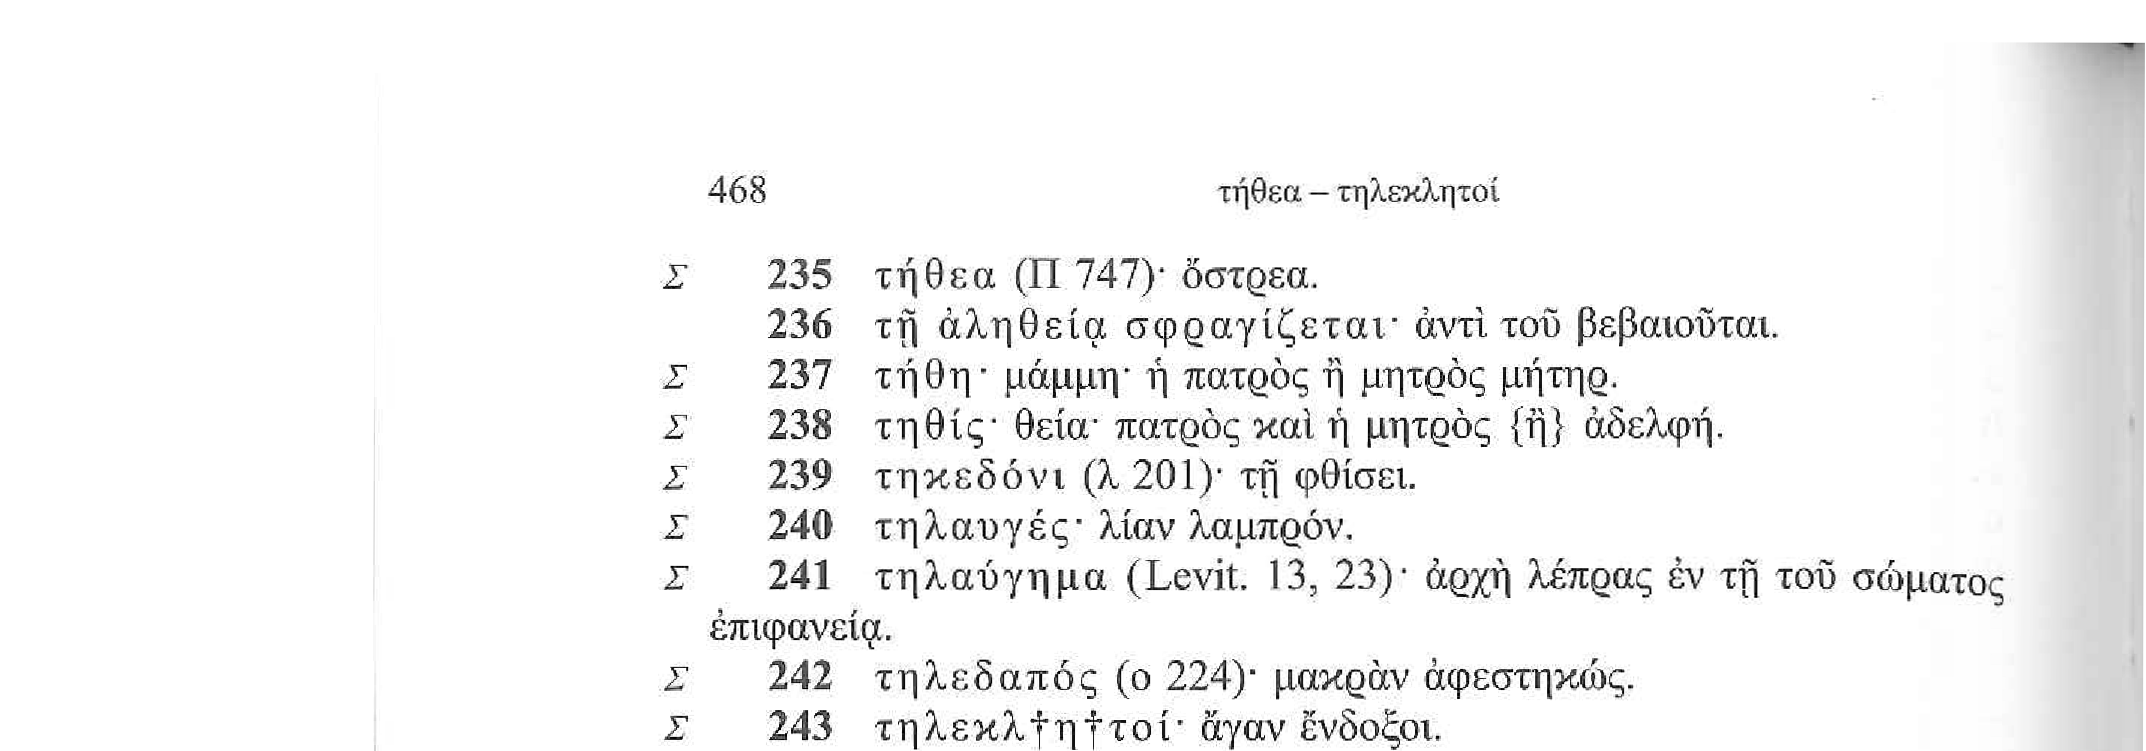 468 τήθεα – τηλεκλητοί
Σ 235 τήθεα (Π 747)· ὄστρεα.
236 τῇ ἀληθείᾳ σφραγίζεται· ἀντὶ τοῦ βεβαιοῦται.
Σ 237 τήθη· μάμμη· ἡ πατρὸς ἢ μητρὸς μήτηρ.
Σ 238 τηθίς· θεία· πατρὸς καὶ ἡ μητρὸς {ἢ} ἀδελφή.
Σ 239 τηκεδόνι (λ 201)· τῇ φθίσει.
Σ 240 τηλαυγές· λίαν λαμπρόν.
Σ 241 τηλαύγημα (Levit. 13, 23)· ἀρχὴ λέπρας ἐν τῇ τοῦ σώματος
ἐπιφανείᾳ.
Σ 242 τηλεδαπός (ο 224)· μακρὰν ἀφεστηκώς.
Σ 243 τηλεκλ†η†τοί· ἄγαν ἔνδοξοι.